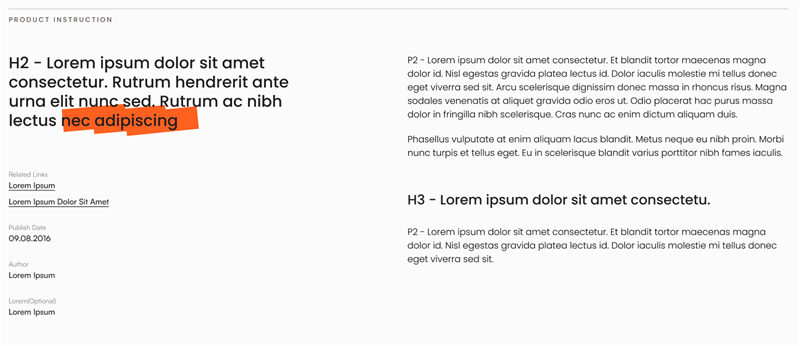 PRODUCT INSTRUCTION
H2 - Lorem ipsum dolor sit amet
consectetur. Rutrum hendrerit ante
urna elit nunc sed. Rutrum ac nibh
lectus nec adipiscing
Related Links
Lorem Ipsum
Lorem Ipsum Dolor Sit Amet
Publish Date
09.08.2016
Author
Lorem Ipsum
Lorem(Optional)
Lorem Ipsum
P2 - Lorem ipsum dolor sit amet consectetur. Et blandit tortor maecenas magna
dolor id. Nisl egestas gravida platea lectus id. Dolor iaculis molestie mi tellus donec
eget viverra sed sit. Arcu scelerisque dignissim donec massa in rhoncus risus. Magna
sodales venenatis at aliquet gravida odio eros ut. Odio placerat hac purus massa
dolor in fringilla nibh scelerisque. Cras nunc ac enim dictum aliquam duis.
Phasellus vulputate at enim aliquam lacus blandit. Metus neque eu nibh proin. Morbi
nunc turpis et tellus eget. Eu in scelerisque blandit varius porttitor nibh fames iaculis.
H3 - Lorem ipsum dolor sit amet consectetu.
P2 - Lorem ipsum dolor sit amet consectetur. Et blandit tortor maecenas magna
dolor id. Nisl egestas gravida platea lectus id. Dolor iaculis molestie mi tellus donec
eget viverra sed sit.